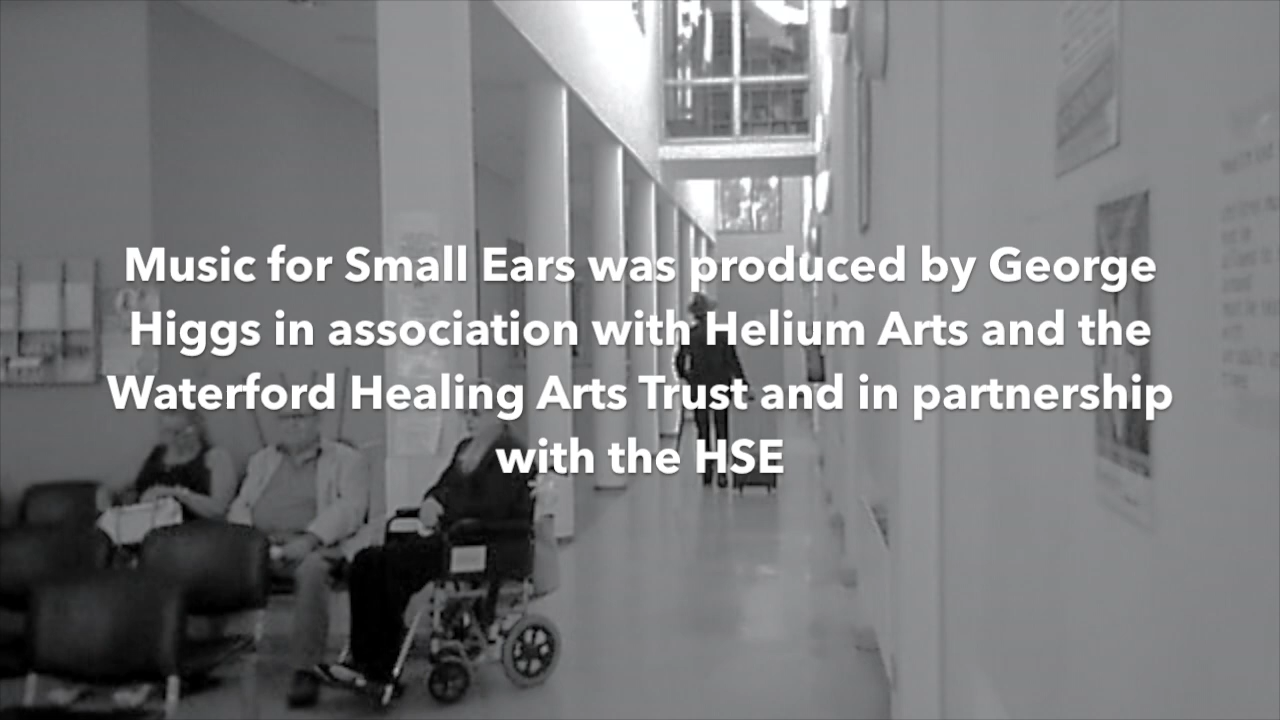 Music for Small Ears was produced by George
Higgs in association with Helium Arts and the
Waterford Healing Arts Trust and in partnership
with the HSE